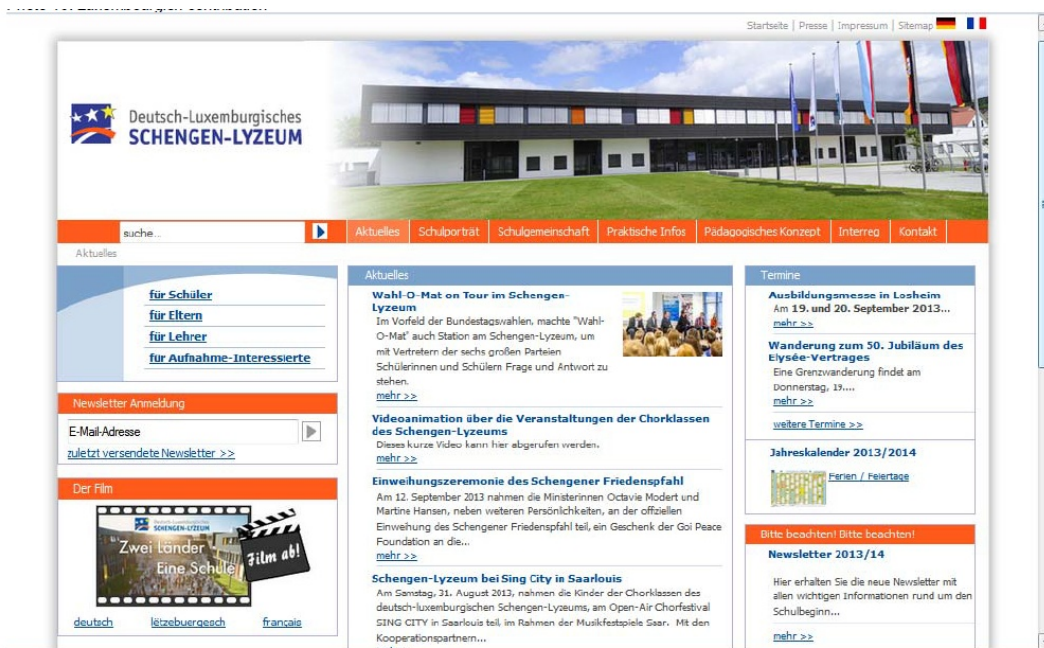 Startseite | Presse | Impressum | Sitemap
Deutsch-Luxemburgisches
SCHENGEN-LYZEUM
suche...
Aktuelles
Schulporträt
Schulgemeinschaft
Praktische Infos
Pädagogisches Konzept
Interreg
Kontakt
Aktuelles
für Schüler
für Eltern
für Lehrer
für Aufnahme-Interessierte
Newsletter Anmeldung
E-Mail-Adresse
zuletzt versendete Newsletter >>
Der Film
Deutsch-Luxemburgisches
SCHENGEN-LYZEUM
Zwei Länder
Eine Schule
Film ab!
deutsch
lëtzebuergesch
français
Aktuelles
Wahl-O-Mat on Tour im Schengen-
Lyzeum
Im Vorfeld der Bundestagswahlen, machte "Wahl-
O-Mat" auch Station am Schengen-Lyzeum, um
mit Vertretern der sechs großen Parteien
Schülerinnen und Schülern Frage und Antwort zu
stehen.
mehr >>
Videoanimation über die Veranstaltungen der Chorklassen
des Schengen-Lyzeums
Dieses kurze Video kann hier abgerufen werden.
mehr >>
Einweihungszeremonie des Schengener Friedenspfahl
Am 12. September 2013 nahmen die Ministerinnen Octavie Modert und
Martine Hansen, neben weiteren Persönlichkeiten, an der offiziellen
Einweihung des Schengener Friedenspfahl teil, ein Geschenk der Goi Peace
Foundation an die...
mehr >>
Schengen-Lyzeum bei Sing City in Saarlouis
Am Samstag, 31. August 2013, nahmen die Kinder der Chorklassen des
deutsch-luxemburgischen Schengen-Lyzeums, am Open-Air Chorfestival
SING CITY in Saarlouis teil, im Rahmen der Musikfestspiele Saar. Mit den
Kooperationspartnern...
Termine
Ausbildungsmesse in Losheim
Am 19. und 20. September 2013...
mehr >>
Wanderung zum 50. Jubiläum des
Elysée-Vertrages
Eine Grenzwanderung findet am
Donnerstag, 19....
mehr >>
weitere Termine >>
Jahreskalender 2013/2014
Ferien / Feiertage
Bitte beachten! Bitte beachten!
Newsletter 2013/14
Hier erhalten Sie die neue Newsletter mit
allen wichtigen Informationen rund um den
Schulbeginn...
mehr >>